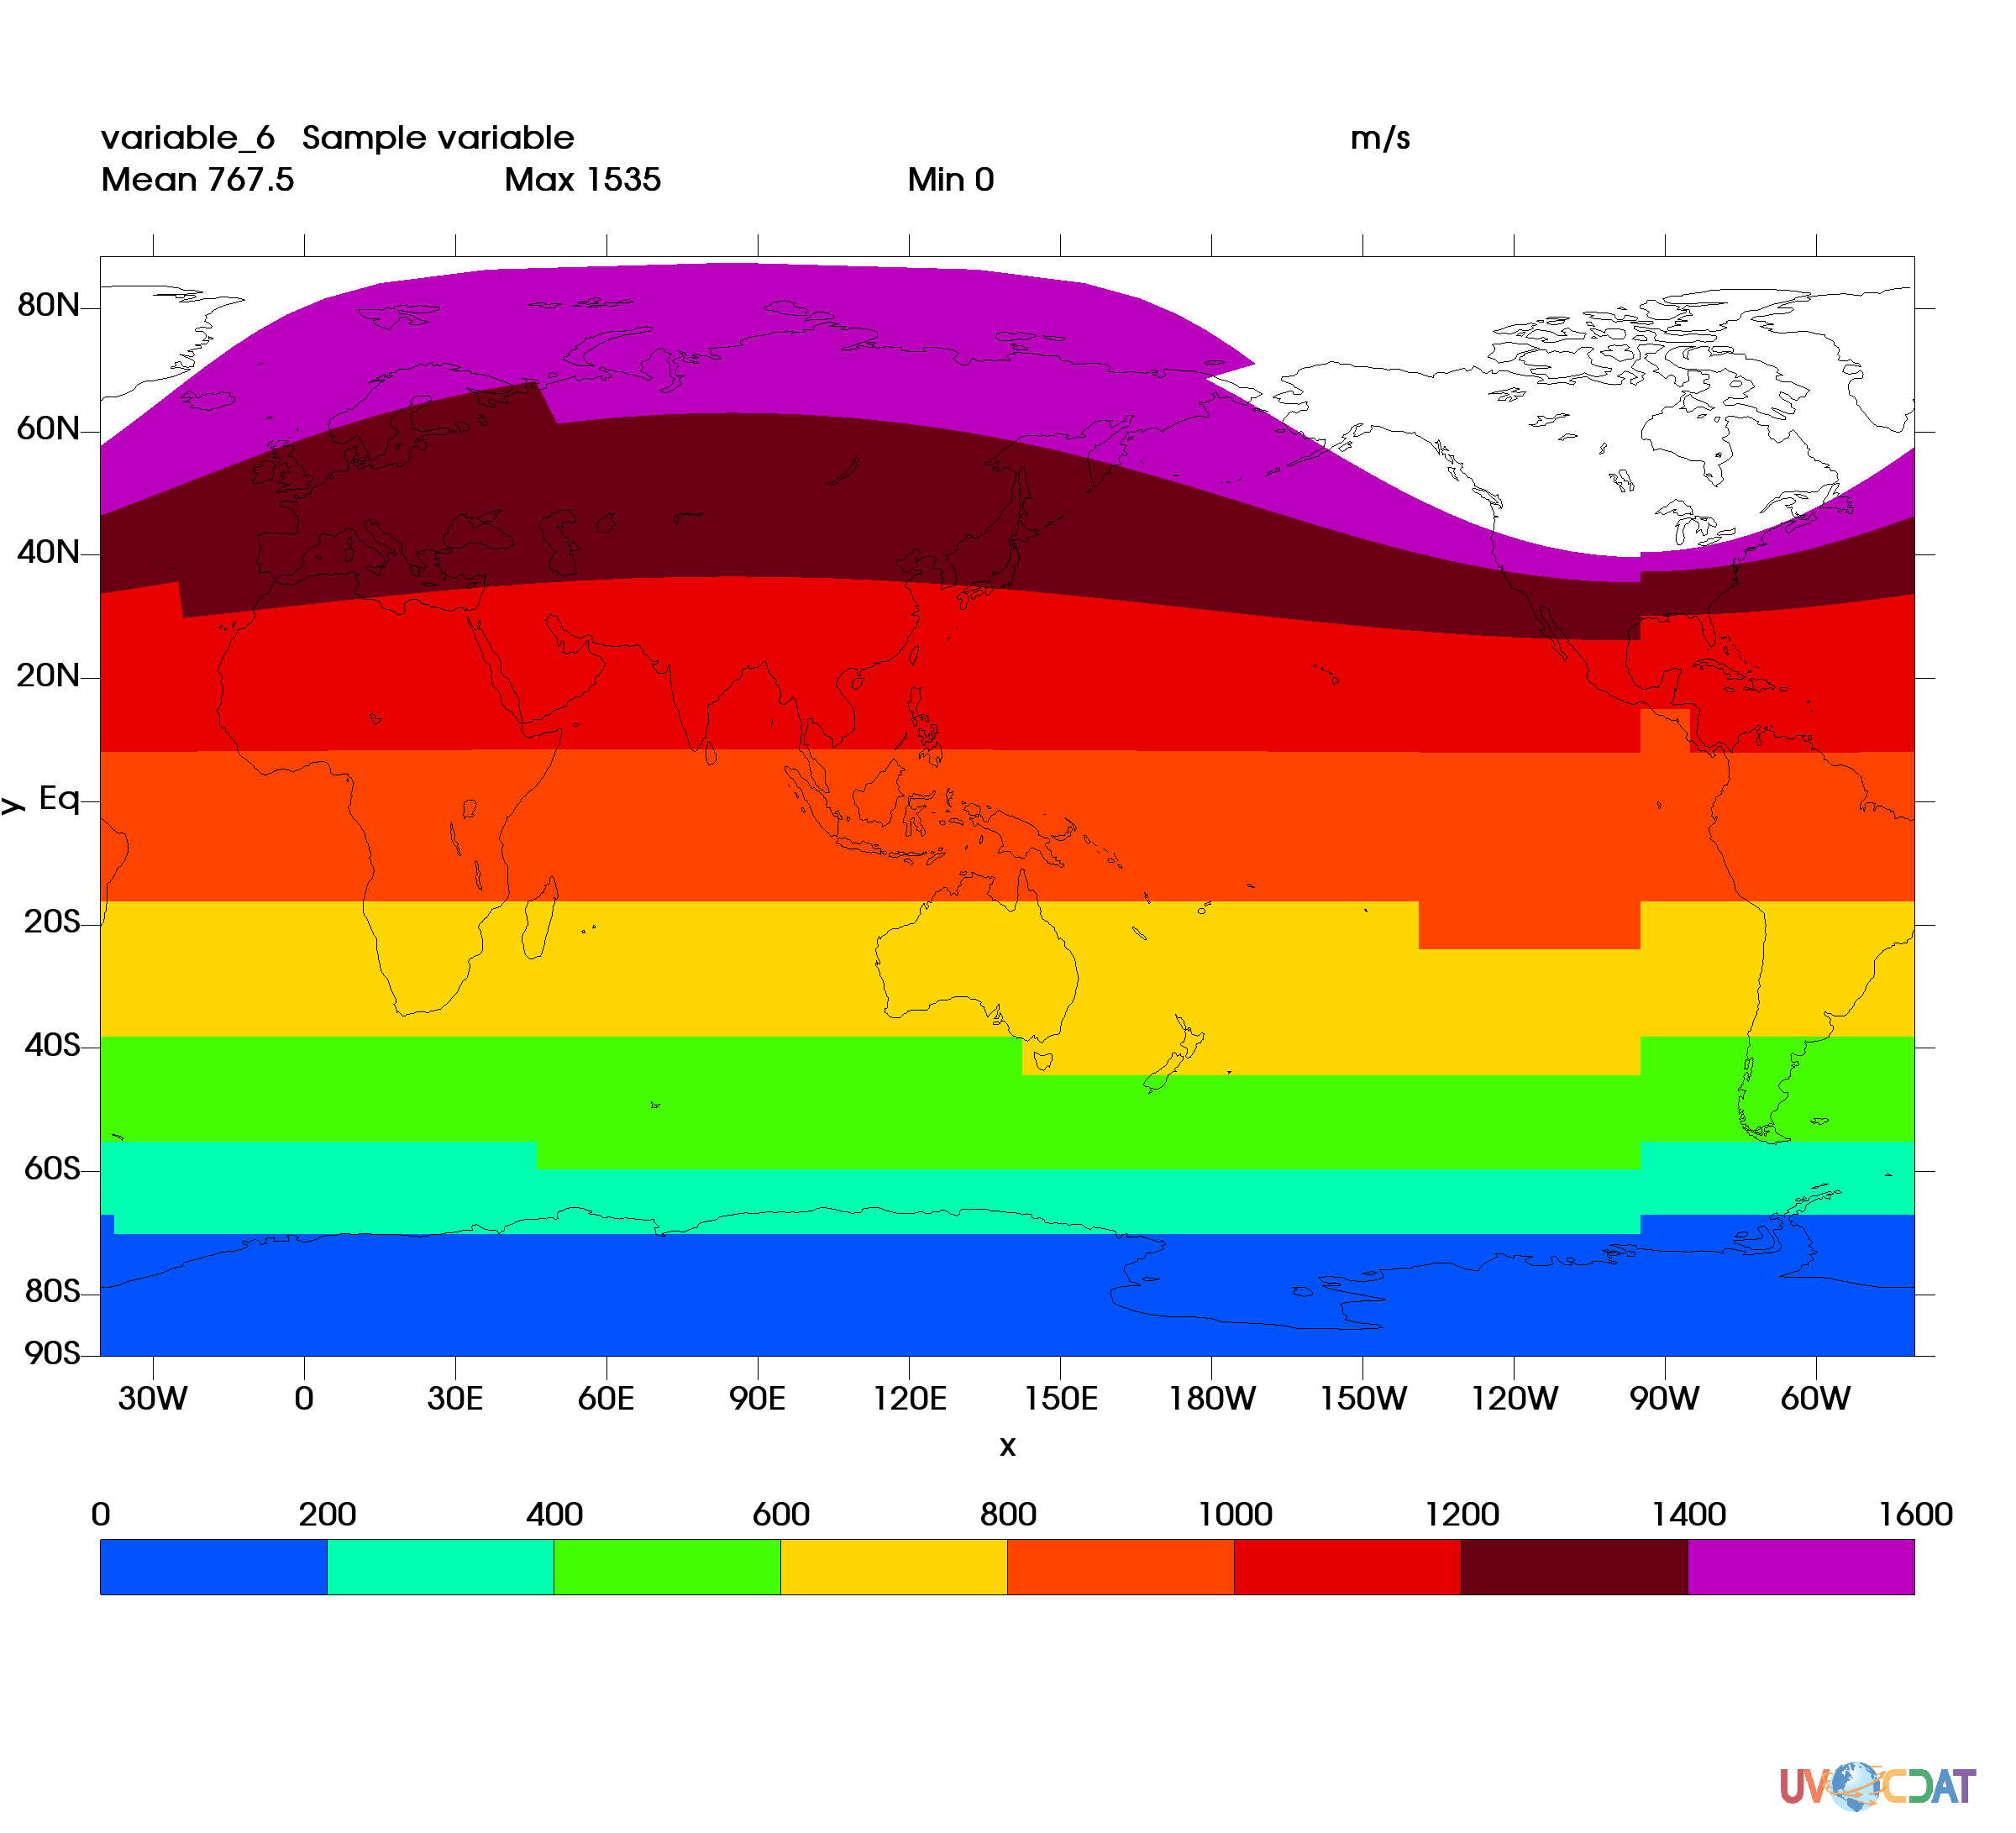 variable_6 Sample variable m/s
Mean 767.5 Max 1535 Min 0
80N
60N
40N
20N
y Eq
20S
40S
60S
80S
90S
30W 0 30E 60E 90E 120E 150E 180W 150W 120W 90W 60W
x
0 200 400 600 800 1000 1200 1400 1600
UV CDAT